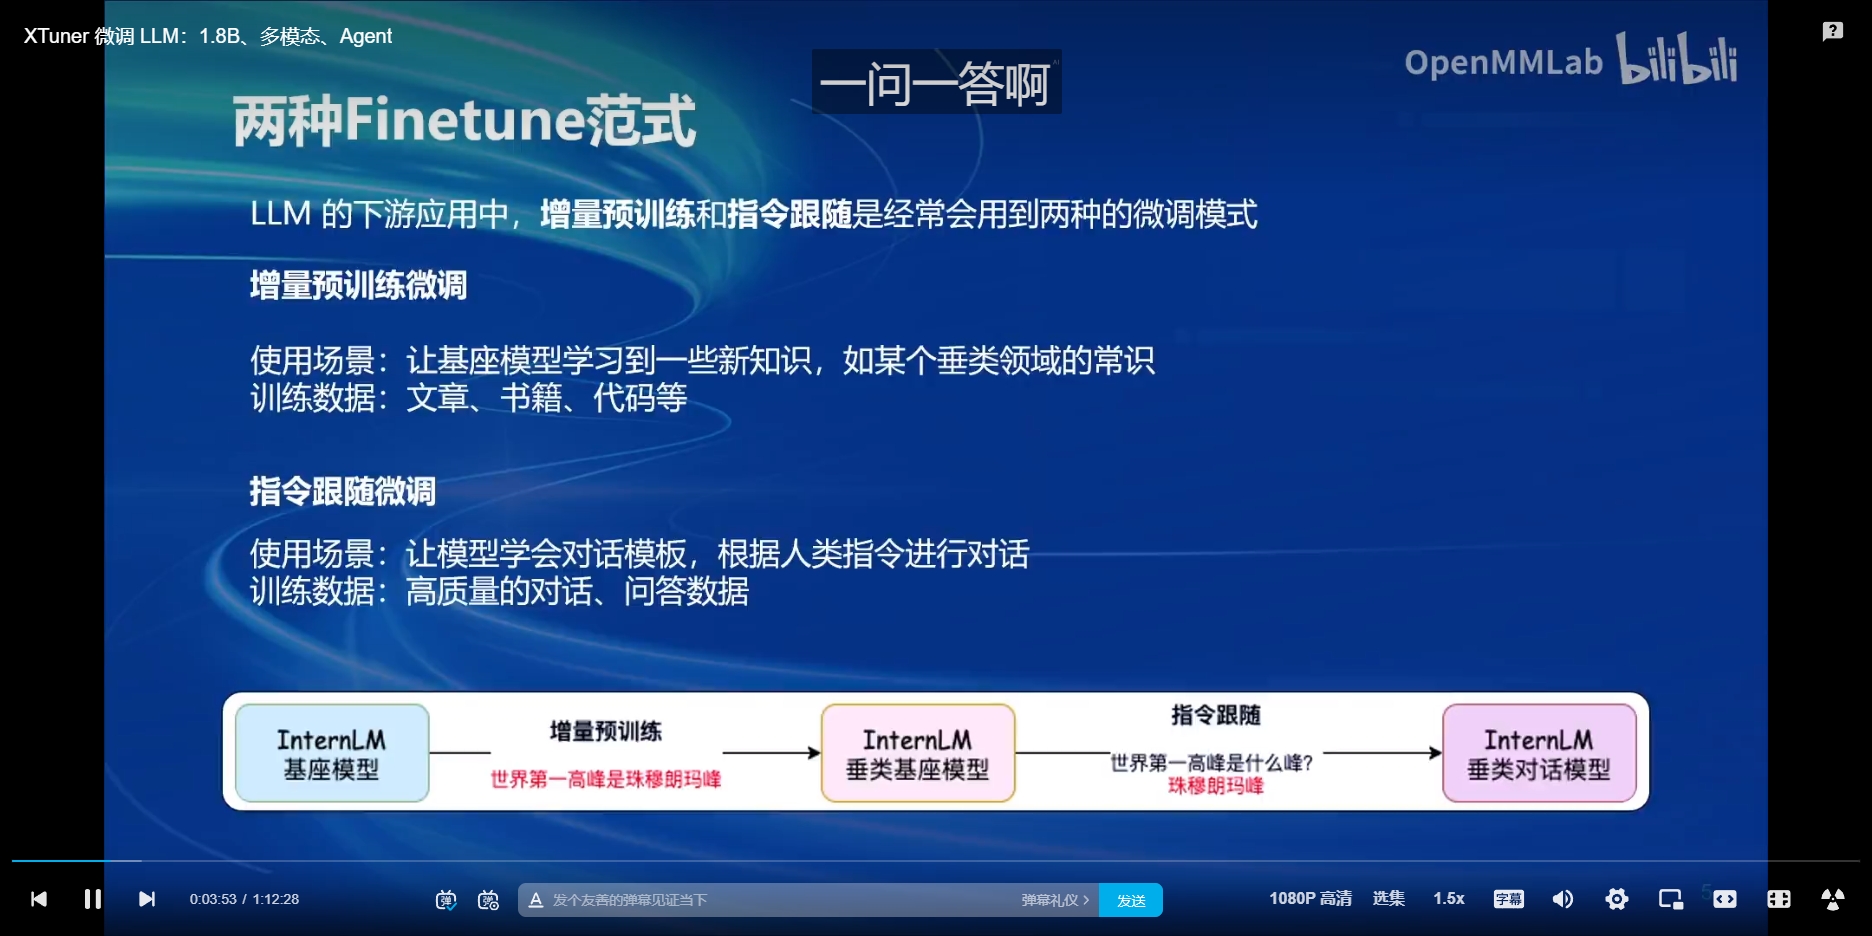 XTuner 微调 LLM：1.8B、多模态、Agent
OpenMMLab bilibili
一问一答啊
两种Finetune范式
LLM 的下游应用中，增量预训练和指令跟随是经常会用到两种的微调模式
增量预训练微调
使用场景：让基座模型学习到一些新知识，如某个垂类领域的常识
训练数据：文章、书籍、代码等
指令跟随微调
使用场景：让模型学会对话模板，根据人类指令进行对话
训练数据：高质量的对话、问答数据
InternLM
基座模型
增量预训练
世界第一高峰是珠穆朗玛峰
InternLM
垂类基座模型
指令跟随
世界第一高峰是什么峰?
珠穆朗玛峰
InternLM
垂类对话模型
0:03:53 / 1:12:28
弹
弹
A 发个友善的弹幕见证当下
弹幕礼仪 >
发送
1080P 高清
选集
1.5x
字幕
5